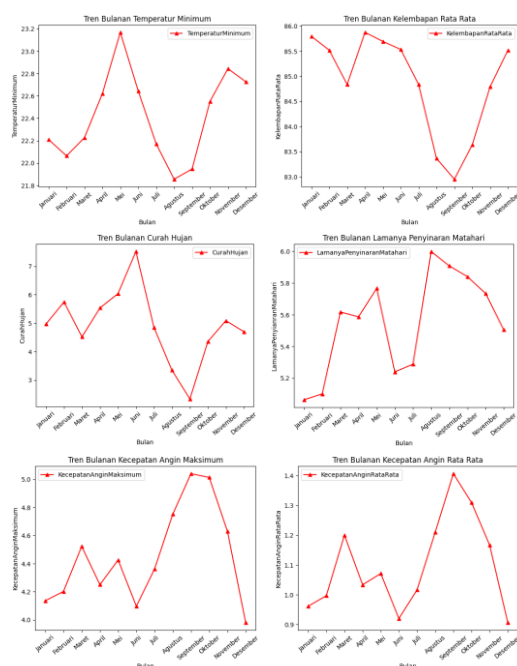 Tren Bulanan Temperatur Minimum
TemperaturMinimum
TemperaturMinimum
23.2
23.0
22.8
22.6
22.4
22.2
22.0
21.8
Januari
Februari
Maret
April
Mei
Juni
Juli
Agustus
September
Oktober
November
Desember
Bulan
Tren Bulanan Kelembapan Rata Rata
KelembapanRataRata
KelembapanRataRata
86.0
85.5
85.0
84.5
84.0
83.5
83.0
Januari
Februari
Maret
April
Mei
Juni
Juli
Agustus
September
Oktober
November
Desember
Bulan
Tren Bulanan Curah Hujan
CurahHujan
CurahHujan
7
6
5
4
3
Januari
Februari
Maret
April
Mei
Juni
Juli
Agustus
September
Oktober
November
Desember
Bulan
Tren Bulanan Lamanya Penyinaran Matahari
LamanyaPenyinaranMatahari
LamanyaPenyianranMatahari
6.0
5.8
5.6
5.4
5.2
Januari
Februari
Maret
April
Mei
Juni
Juli
Agustus
September
Oktober
November
Desember
Bulan
Tren Bulanan Kecepatan Angin Maksimum
KecepatanAnginMaksimum
KecepatanAnginMaksimum
5.0
4.8
4.6
4.4
4.2
4.0
Januari
Februari
Maret
April
Mei
Juni
Juli
Agustus
September
Oktober
November
Desember
Bulan
Tren Bulanan Kecepatan Angin Rata Rata
KecepatanAnginRataRata
KecepatanAnginRataRata
1.4
1.3
1.2
1.1
1.0
0.9
Januari
Februari
Maret
April
Mei
Juni
Juli
Agustus
September
Oktober
November
Desember
Bulan